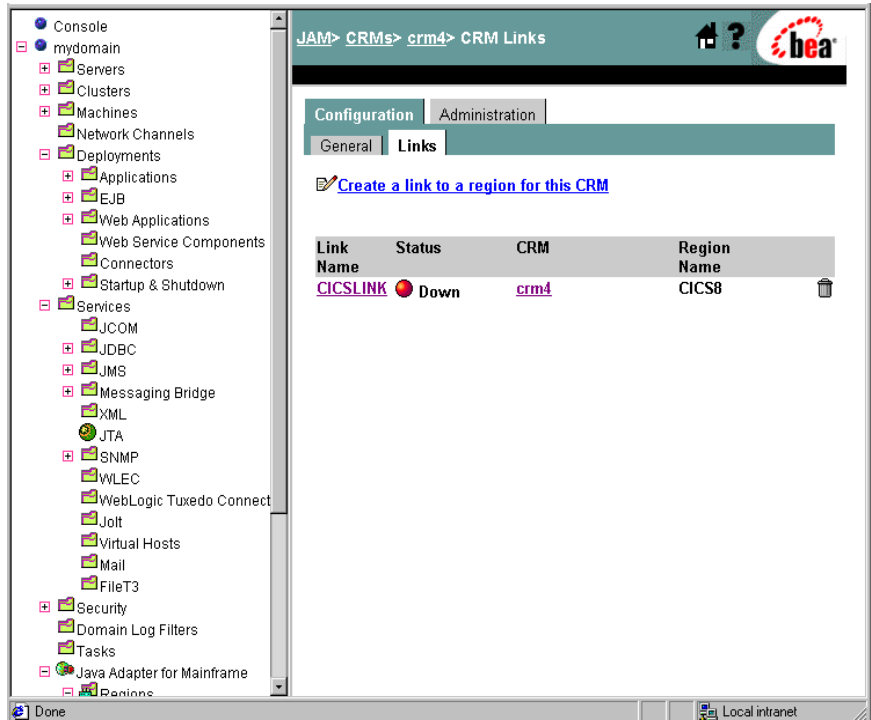 Console
mydomain
Servers
Clusters
Machines
Network Channels
Deployments
Applications
EJB
Web Applications
Web Service Components
Connectors
Startup & Shutdown
Services
JCOM
JDBC
JMS
Messaging Bridge
XML
JTA
SNMP
WLEC
WebLogic Tuxedo Connect
Jolt
Virtual Hosts
Mail
FileT3
Security
Domain Log Filters
Tasks
Java Adapter for Mainframe
Regions
JAM> CRMs> crm4> CRM Links
?
bea
Configuration Administration
General Links
Create a link to a region for this CRM
Link Name Status CRM Region Name
CICSLINK Down crm4 CICS8
Done Local intranet